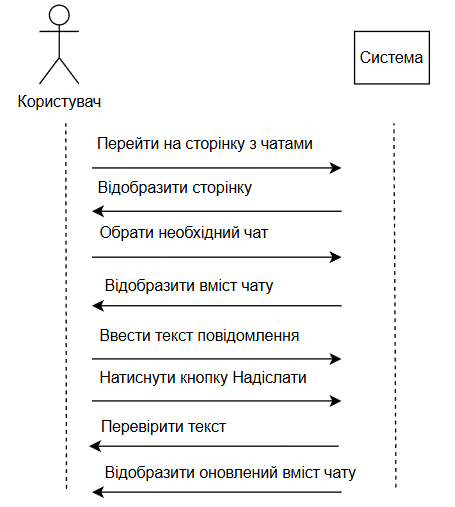 Користувач
Система
Перейти на сторінку з чатами
Відобразити сторінку
Обрати необхідний чат
Відобразити вміст чату
Ввести текст повідомлення
Натиснути кнопку Надіслати
Перевірити текст
Відобразити оновлений вміст чату